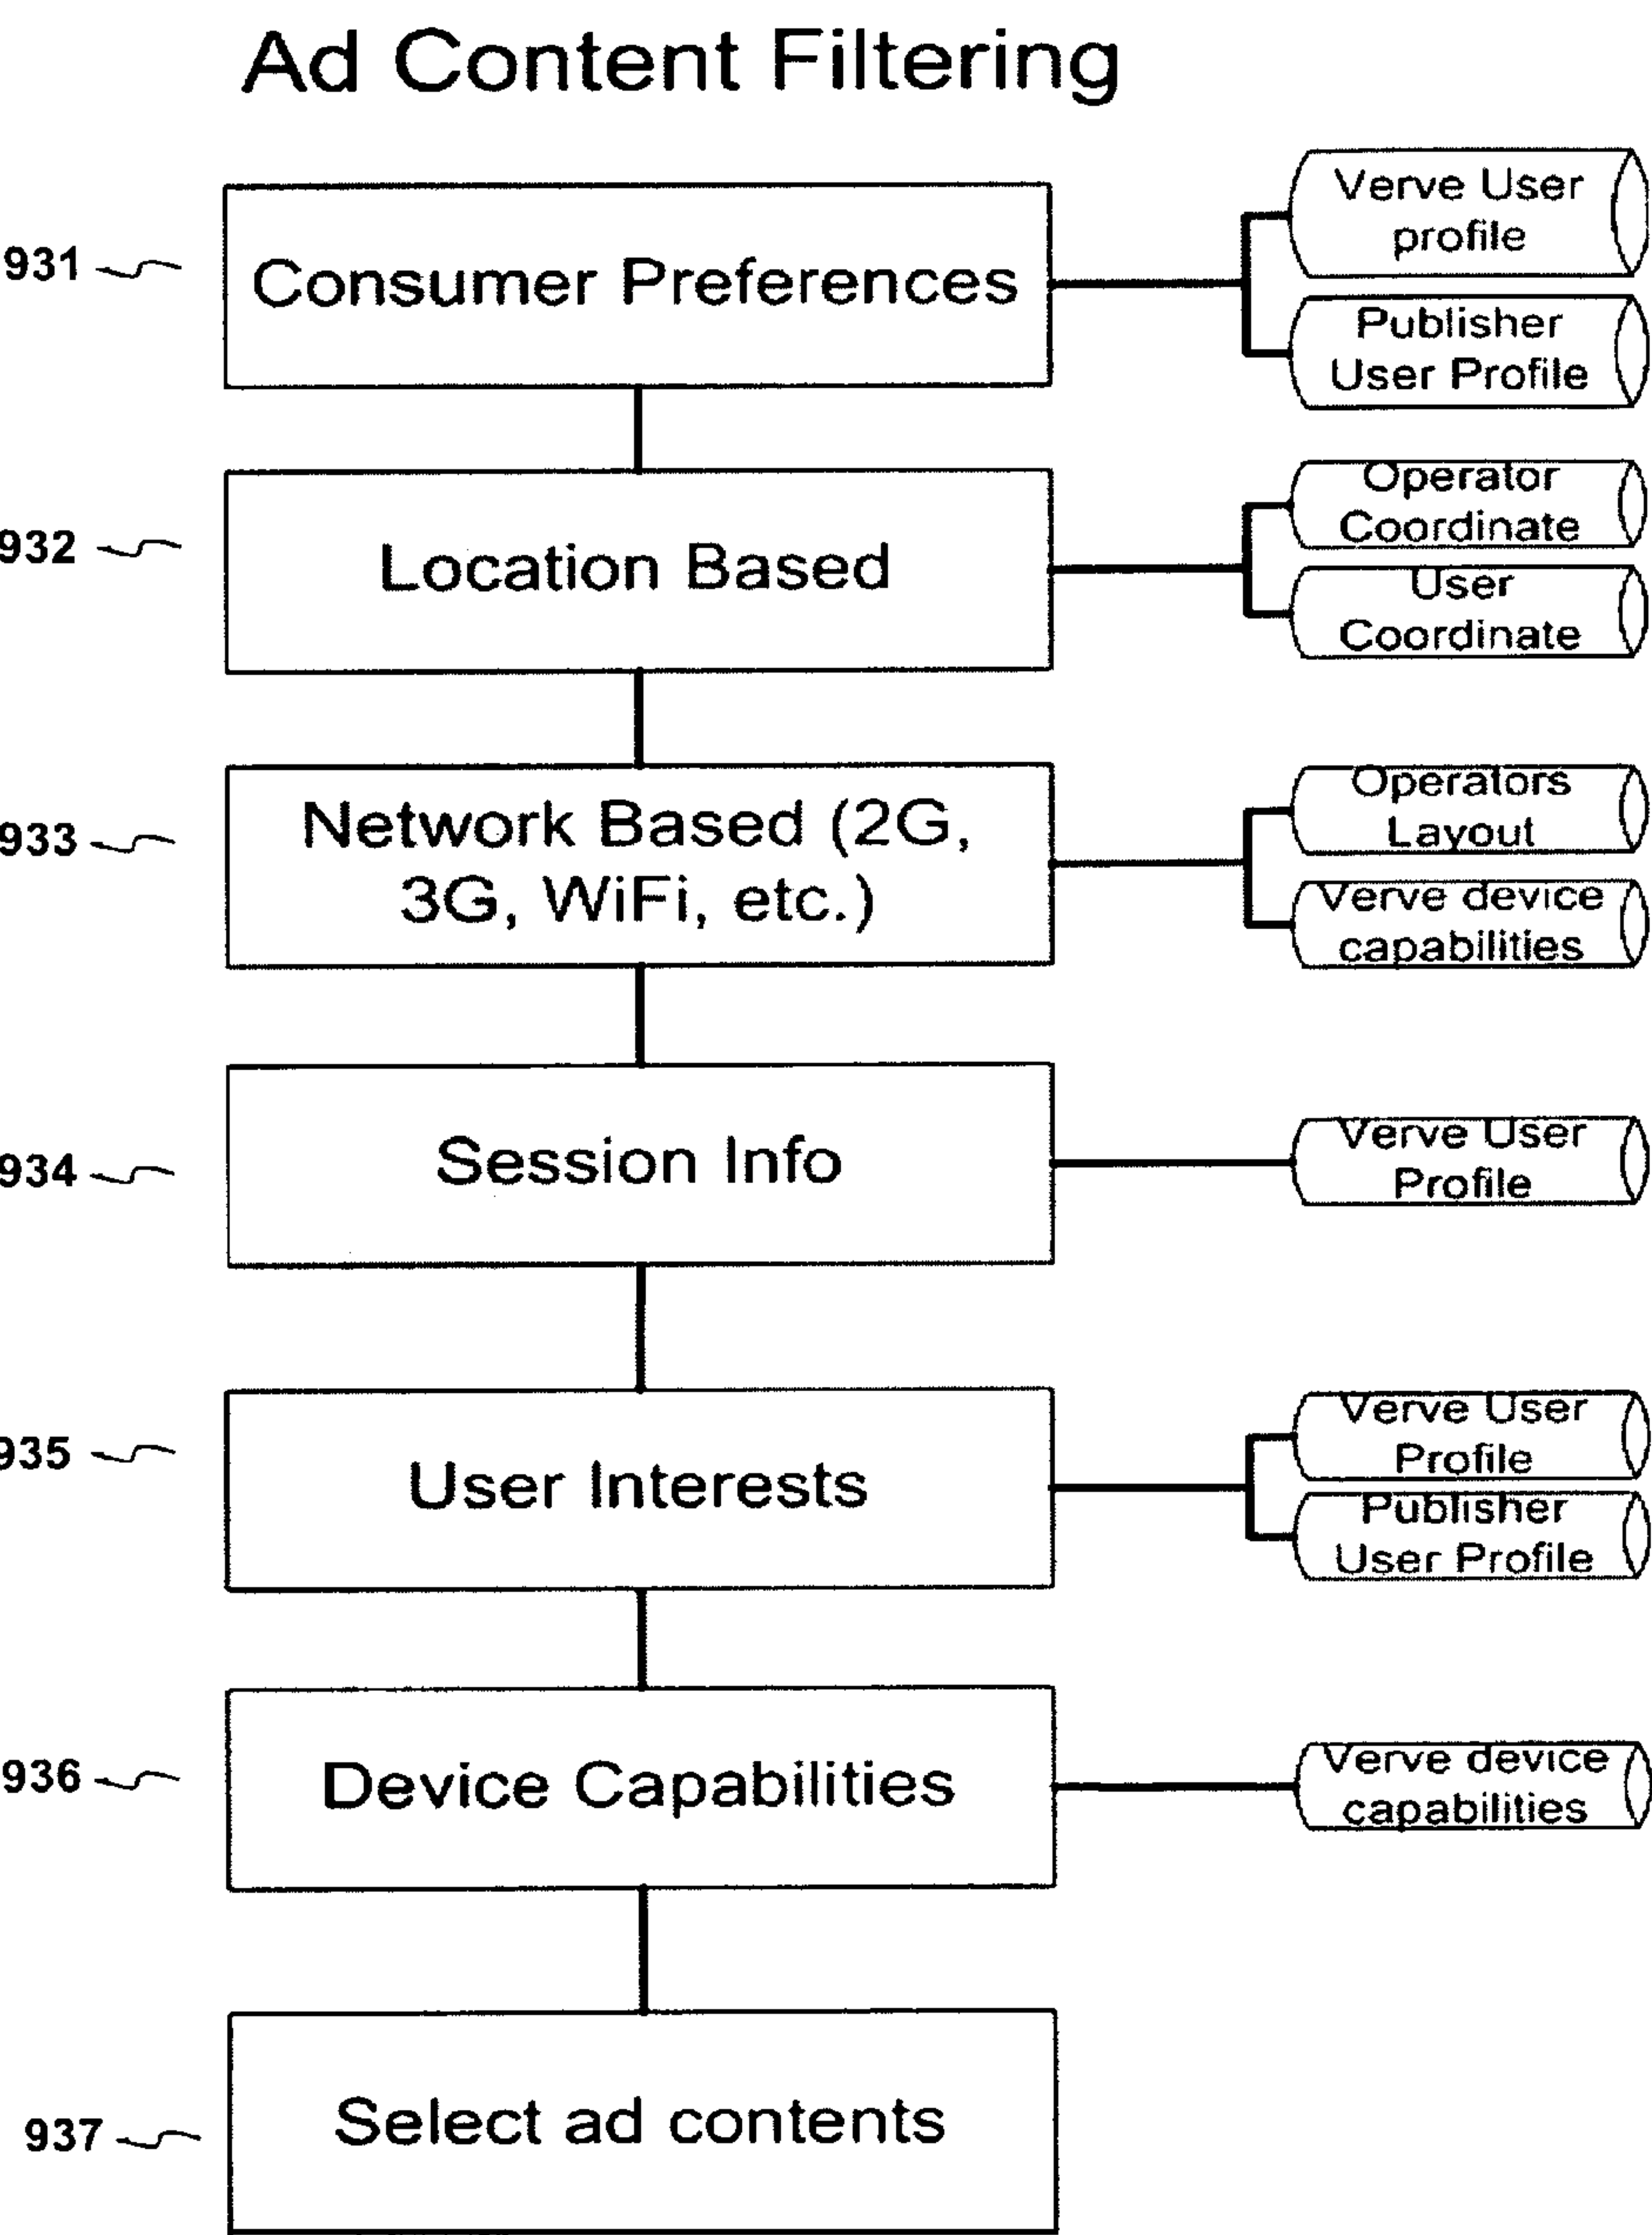 Ad Content Filtering
931
Consumer Preferences
Verve User
profile
Publisher
User Profile
932
Location Based
Operator
Coordinate
User
Coordinate
933
Network Based (2G,
3G, WiFi, etc.)
Operators
Layout
Verve device
capabilities
934
Session Info
Verve User
Profile
935
User Interests
Verve User
Profile
Publisher
User Profile
936
Device Capabilities
Verve device
capabilities
937
Select ad contents